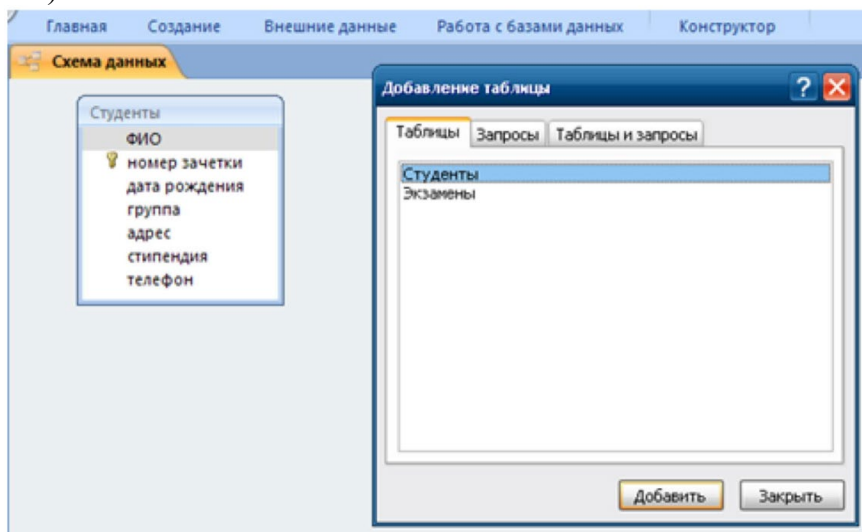 Главная Создание Внешние данные Работа с базами данных Конструктор
Схема данных
Студенты
ФИО
номер зачетки
дата рождения
группа
адрес
стипендия
телефон
Добавление таблицы
Таблицы Запросы Таблицы и запросы
Студенты
Экзамены
Добавить Закрыть